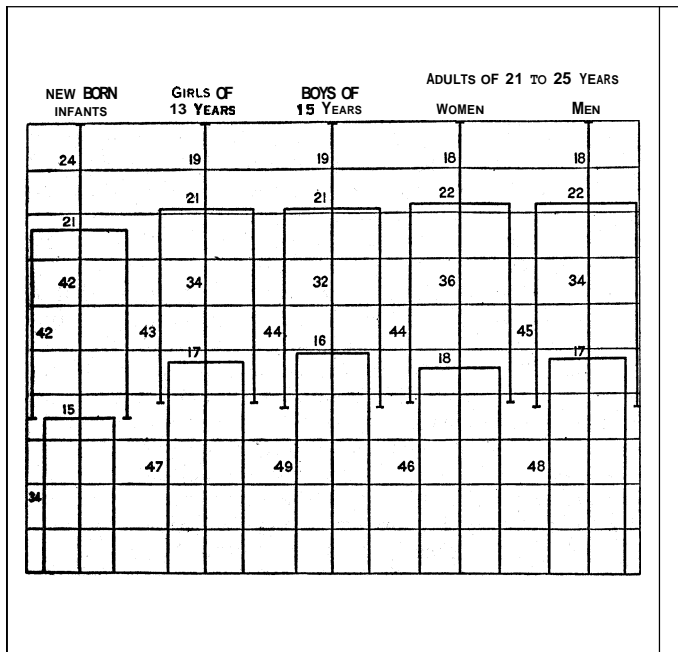 ADULTS OF 21 TO 25 YEARS
NEW BORN INFANTS
GIRLS OF 13 YEARS
BOYS OF 15 YEARS
WOMEN
MEN
24 19 19 18 18
21 21 21 22 22
42 34 32 36 34
42 43 44 44 45
15 17 16 18 17
34 47 49 46 48